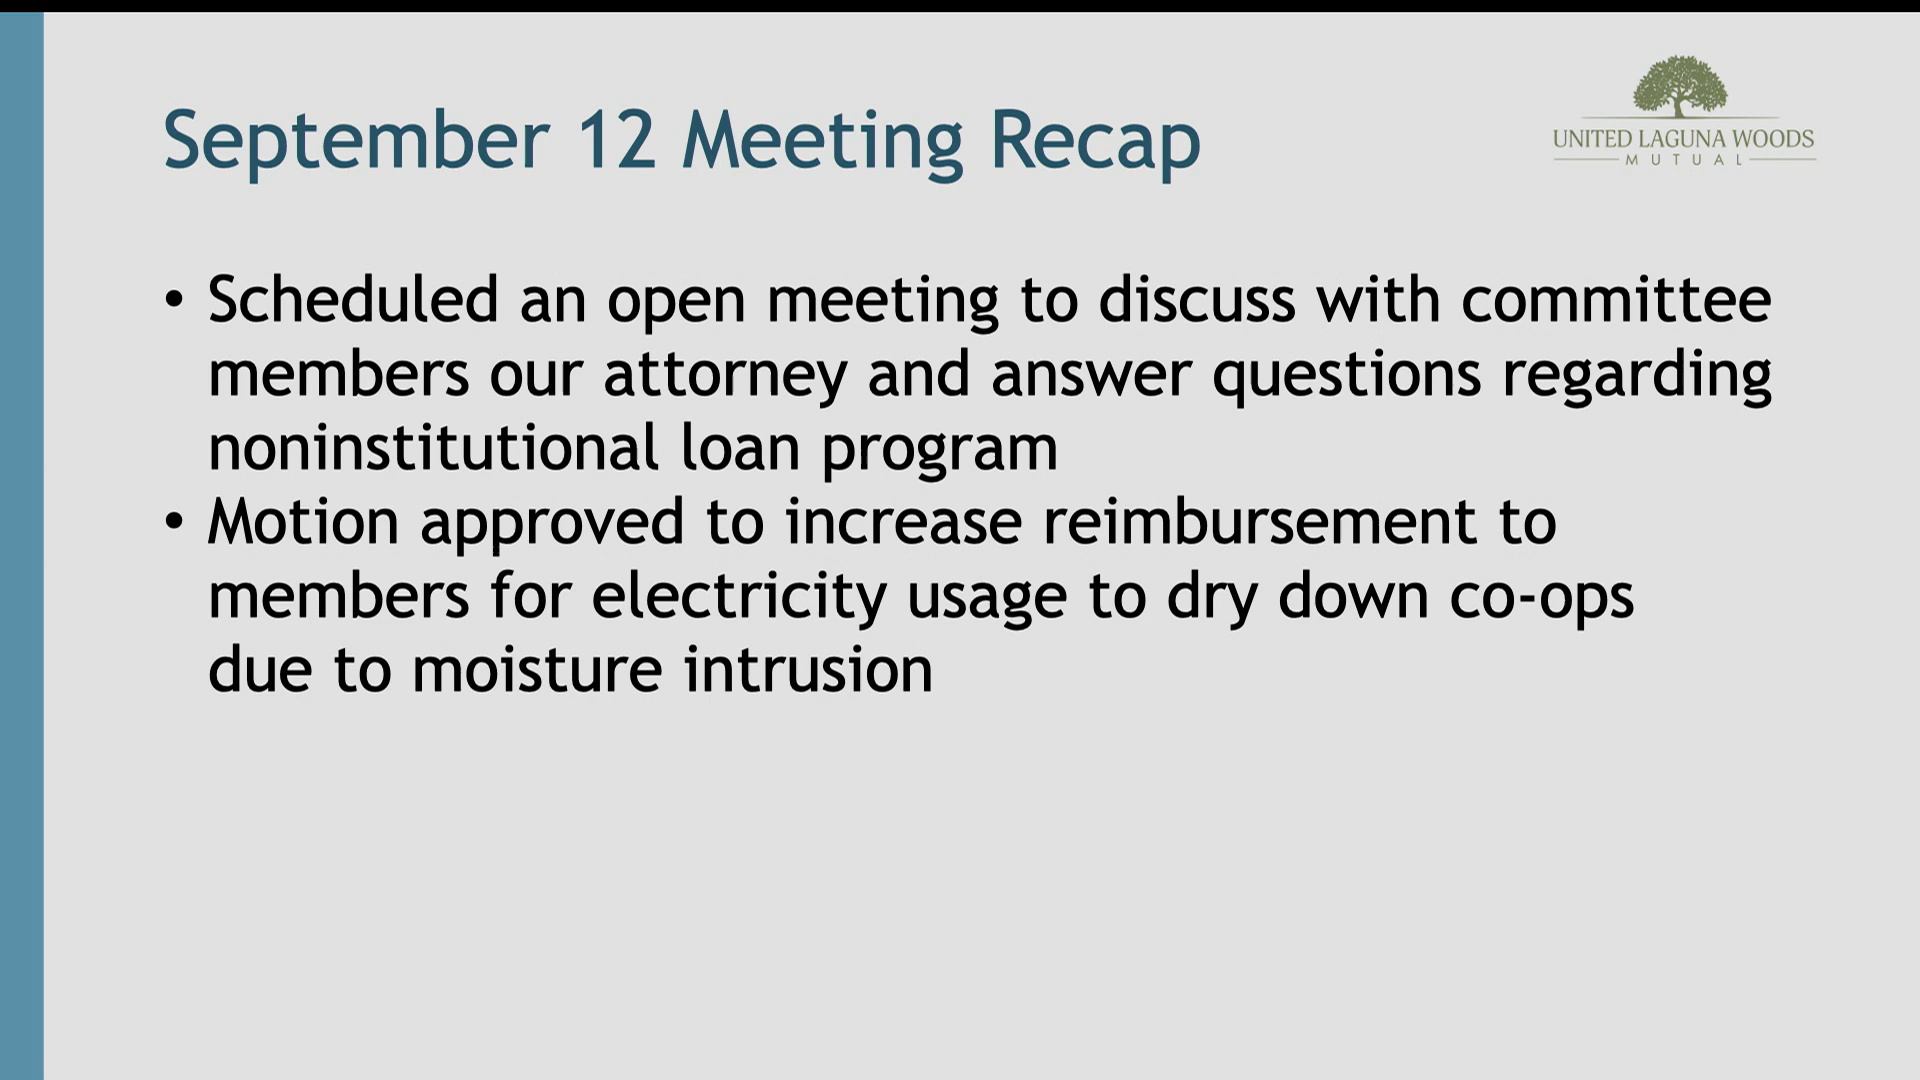 September 12 Meeting Recap
UNITED LAGUNA WOODS
MUTUAL
• Scheduled an open meeting to discuss with committee
members our attorney and answer questions regarding
noninstitutional loan program
• Motion approved to increase reimbursement to
members for electricity usage to dry down co-ops
due to moisture intrusion